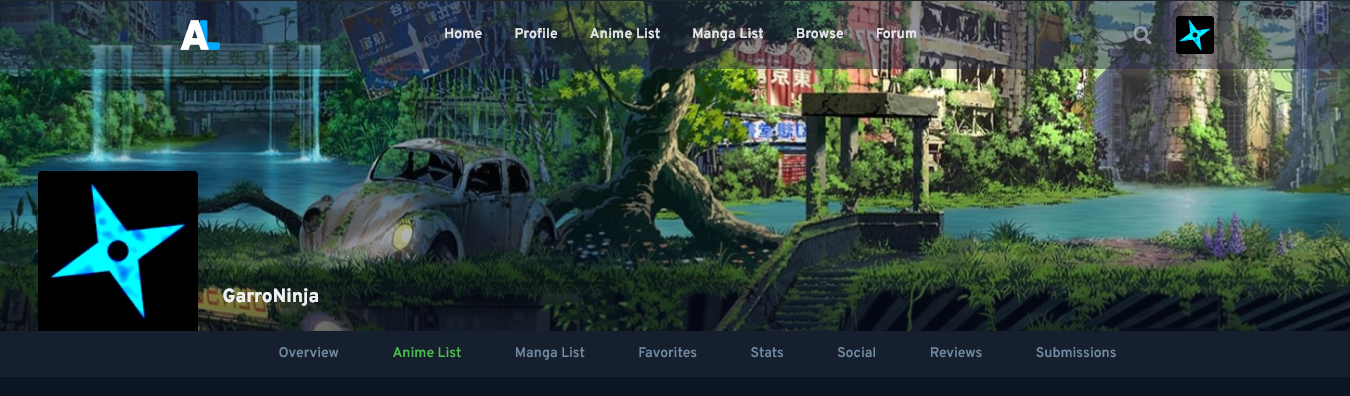 AL
Home Profile Anime List Manga List Browse Forum
GarroNinja
Overview Anime List Manga List Favorites Stats Social Reviews Submissions